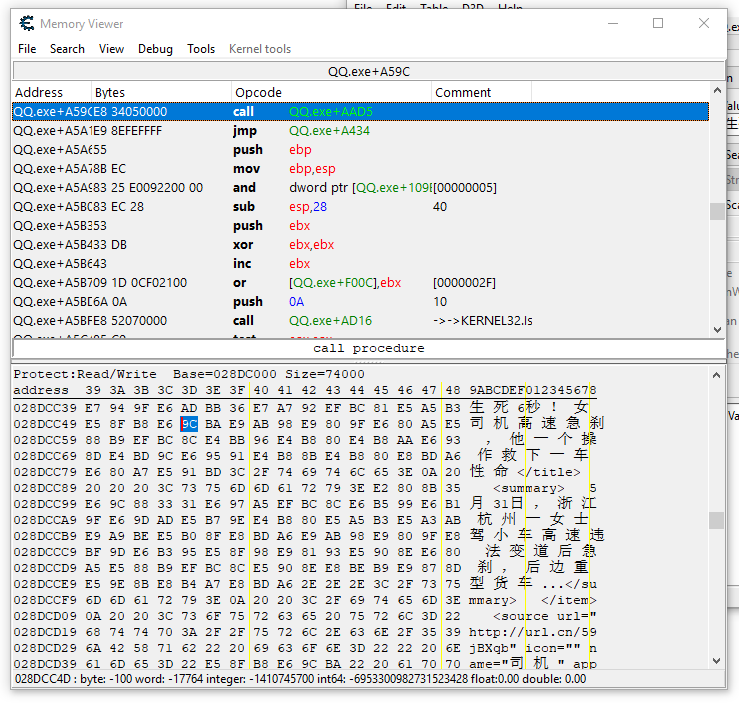 Memory Viewer
File Search View Debug Tools Kernel tools
QQ.exe+A59C
Address Bytes Opcode Comment
QQ.exe+A59CE8 34050000 call QQ.exe+AAD5
QQ.exe+A5A1E9 8EFEFFFF jmp QQ.exe+A434
QQ.exe+A5A655 push ebp
QQ.exe+A5A78B EC mov ebp,esp
QQ.exe+A5A983 25 E0092200 00 and dword ptr [QQ.exe+109E[00000005]
QQ.exe+A5B083 EC 28 sub esp,28 40
QQ.exe+A5B353 push ebx
QQ.exe+A5B433 DB xor ebx,ebx
QQ.exe+A5B643 inc ebx
QQ.exe+A5B709 1D 0CF02100 or [QQ.exe+F00C],ebx [0000002F]
QQ.exe+A5BD6A 0A push 0A 10
QQ.exe+A5BFE8 52070000 call QQ.exe+AD16 ->->KERNEL32.Is
call procedure
Protect:Read/Write Base=028DC000 Size=74000
address 39 3A 3B 3C 3D 3E 3F 40 41 42 43 44 45 46 47 48 9ABCDEF012345678
028DCC39 E7 94 9F E6 AD BB 36 E7 A7 92 EF BC 81 E5 A5 B3 生死6秒！女
028DCC49 E5 8F B8 E6 9C BA E9 AB 98 E9 80 9F E6 80 A5 E5 司机高速急刹
028DCC59 88 B9 EF BC 8C E4 BB 96 E4 B8 80 E4 B8 AA E6 93 ，他一个操
028DCC69 8D E4 BD 9C E6 95 91 E4 B8 8B E4 B8 80 E8 BD A6 作救下一车
028DCC79 E6 80 A7 E5 91 BD 3C 2F 74 69 74 6C 65 3E 0A 20 性命</title>
028DCC89 20 20 20 3C 73 75 6D 6D 61 72 79 3E E2 80 8B 35 <summary> 5
028DCC99 E6 9C 88 33 31 E6 97 A5 EF BC 8C E6 B5 99 E6 B1 月31日，浙江
028DCCA9 9F E6 9D AD E5 B7 9E E4 B8 80 E5 A5 B3 E5 A3 AB 杭州一女士
028DCCB9 E9 A9 BE E5 B0 8F E8 BD A6 E9 AB 98 E9 80 9F E8 驾小车高速违
028DCCC9 BF 9D E6 B3 95 E5 8F 98 E9 81 93 E5 90 8E E6 80 法变道后急
028DCCD9 A5 E5 88 B9 EF BC 8C E5 90 8E E8 BE B9 E9 87 8D 刹，后边重
028DCCE9 E5 9E 8B E8 B4 A7 E8 BD A6 2E 2E 2E 3C 2F 73 75 型货车...</su
028DCCF9 6D 6D 61 72 79 3E 0A 20 20 3C 2F 69 74 65 6D 3E mmary> </item>
028DCD09 0A 20 20 3C 73 6F 75 72 63 65 20 75 72 6C 3D 22 <source url="
028DCD19 68 74 74 70 3A 2F 2F 75 72 6C 2E 63 6E 2F 35 39 http://url.cn/59
028DCD29 6A 42 58 71 62 22 20 69 63 6F 6E 3D 22 22 20 6E jBXqb" icon="" n
028DCD39 61 6D 65 3D 22 E5 8F B8 E6 9C BA 22 20 61 70 70 ame="司机" app
028DCC4D : byte: -100 word: -17764 integer: -1410745700 int64: -6953300982731523428 float:0.00 double: 0.00